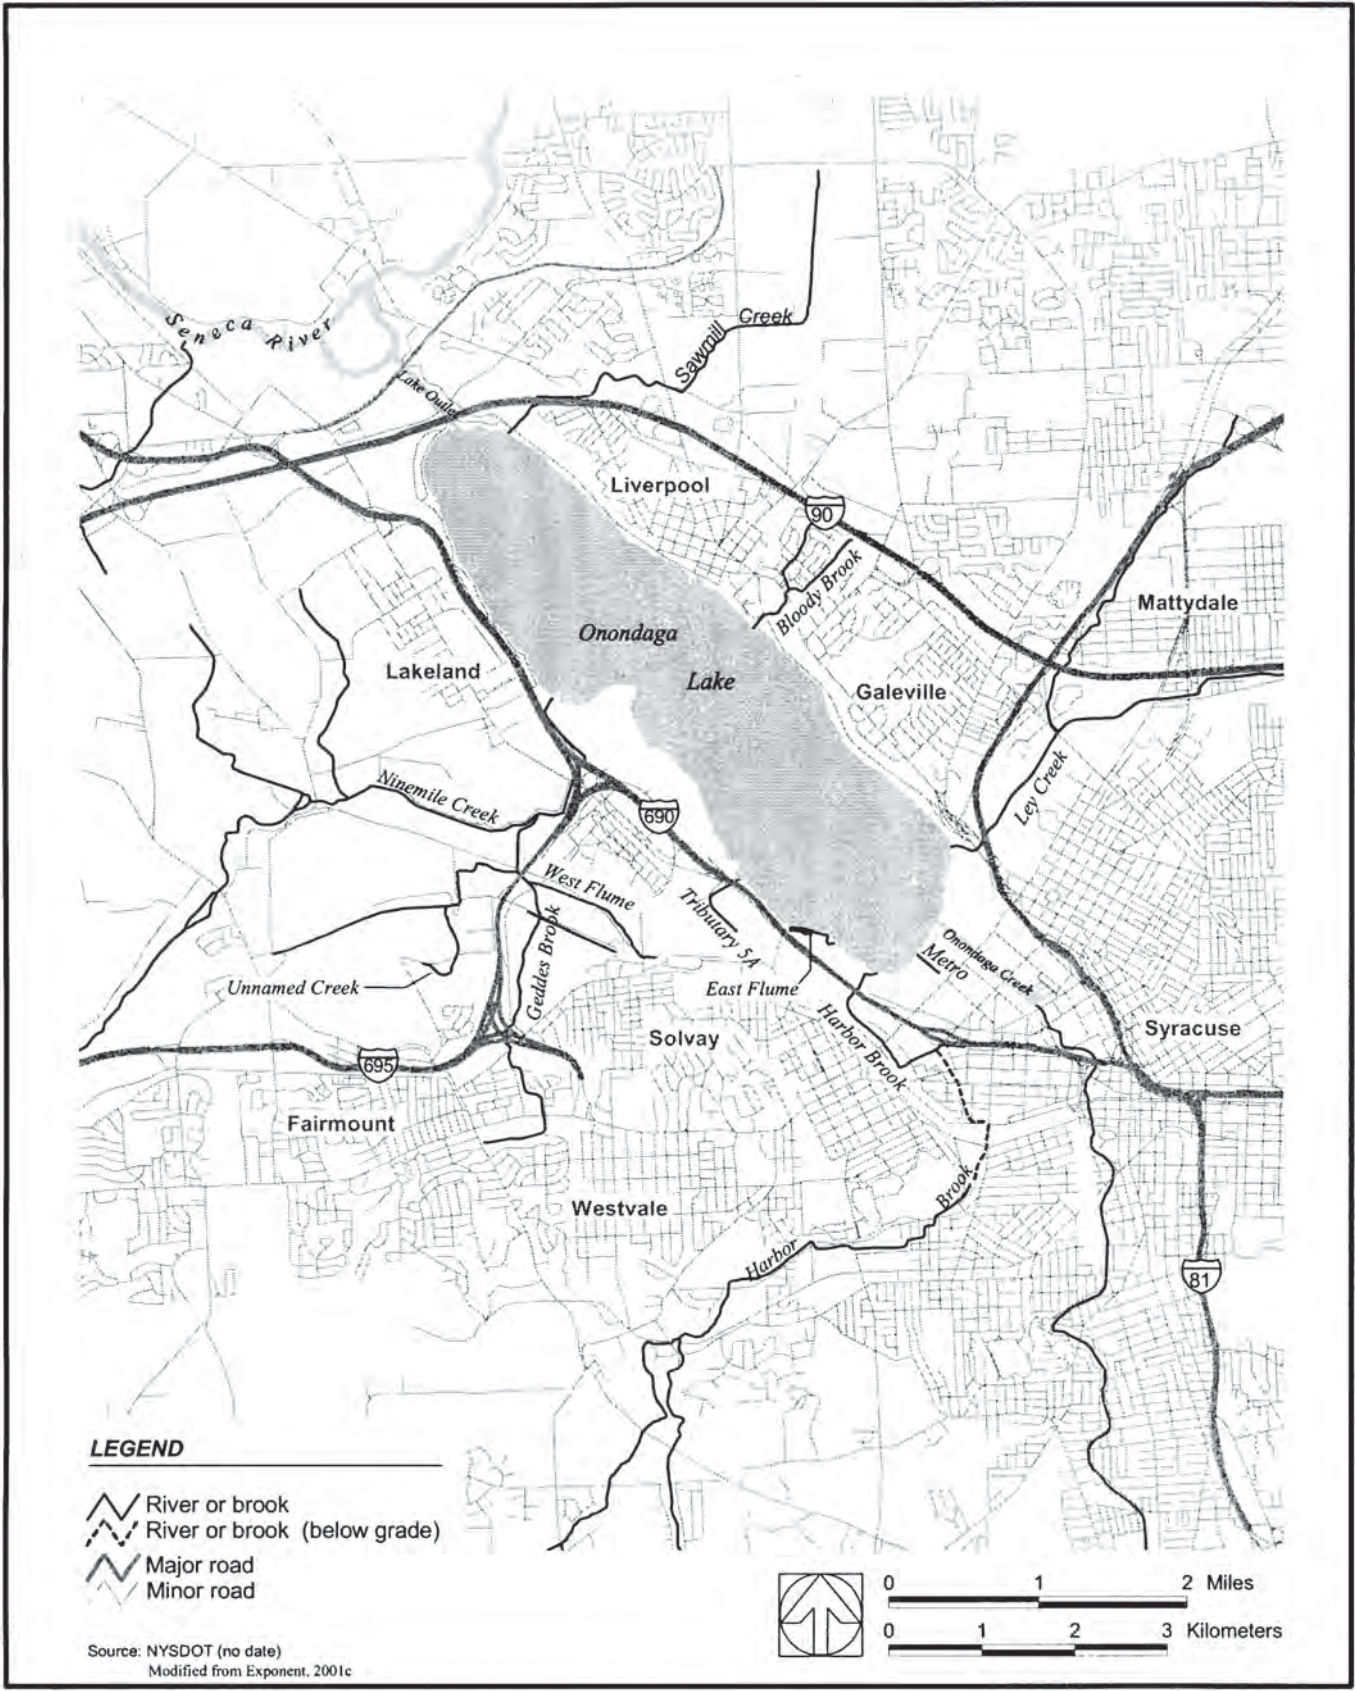 Seneca River
Lake Outlet
Sawmill Creek
Liverpool
90
Bloody Brook
Mattydale
Onondaga
Lake
Lakeland
Galeville
Ninemile Creek
690
Ley Creek
West Flume
Tributary 5A
Geddes Brook
Onondaga Creek
Metro
Unnamed Creek
East Flume
Harbor Brook
Solvay
Syracuse
695
Fairmount
Westvale
Harbor Brook
81
LEGEND
River or brook
River or brook (below grade)
Major road
Minor road
0 1 2 Miles
0 1 2 3 Kilometers
Source: NYSDOT (no date)
Modified from Exponent, 2001c